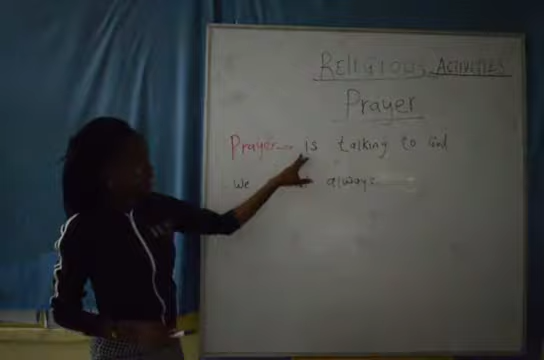 RELIGIOUS ACTIVITIES
Prayer
Prayer is talking to God
We always